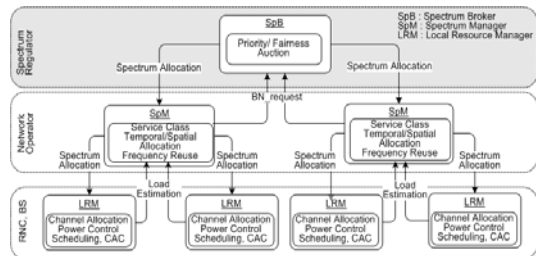 SpB : Spectrum Broker
SpM : Spectrum Manager
LRM : Local Resource Manager
Spectrum
Regulator
SpB
Priority/ Fairness
Auction
Spectrum Allocation
Spectrum Allocation
BN_request
Network
Operator
SpM
Service Class
Temporal/Spatial
Allocation
Frequency Reuse
SpM
Service Class
Temporal/Spatial
Allocation
Frequency Reuse
Spectrum
Allocation
Spectrum
Allocation
Spectrum
Allocation
Spectrum
Allocation
Load
Estimation
Load
Estimation
RNC, BS
LRM
Channel Allocation
Power Control
Scheduling, CAC
LRM
Channel Allocation
Power Control
Scheduling, CAC
LRM
Channel Allocation
Power Control
Scheduling, CAC
LRM
Channel Allocation
Power Control
Scheduling, CAC